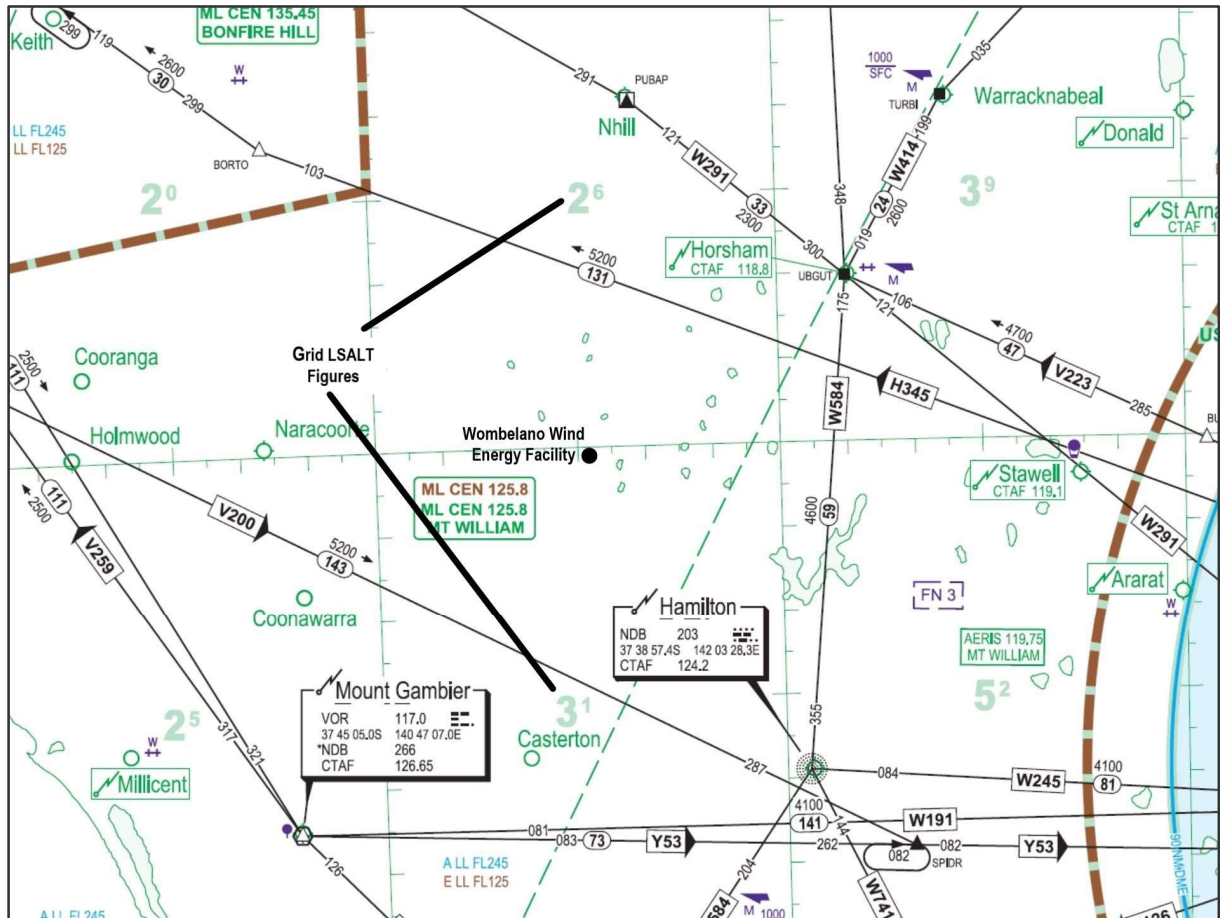 ML CEN 135.45
BONFIRE HILL
Keith
299
119
2600
30
299
W
LL FL245
LL FL125
BORTO
103
2⁰
291
PUBAP
Nhill
121
W291
33
2300
300
2⁶
1000
SFC
M
035
TURBI
Warracknabeal
199
W414
24
2600
019
348
Donald
3⁹
St Arna
CTAF 1
Horsham
CTAF 118.8
UBGUT
M
5200
131
175
106
121
4700
47
V223
285
BU
US
H345
W584
Grid LSALT
Figures
2500
111
Cooranga
Holmwood
Naracoorte
Wombelano Wind
Energy Facility
ML CEN 125.8
ML CEN 125.8
MT WILLIAM
111
2500
V259
V200
5200
143
Coonawarra
4600
59
Stawell
CTAF 119.1
W291
FN 3
Ararat
W
AERIS 119.75
MT WILLIAM
Hamilton
NDB 203
37 38 57.4S 142 03 28.3E
CTAF 124.2
355
5²
Mount Gambier
VOR 117.0
37 45 05.0S 140 47 07.0E
*NDB 266
CTAF 126.65
2⁵
W
Millicent
317
321
3¹
Casterton
287
084
W245
4100
81
4100
141
W191
081
083
73
Y53
262
144
082
SPIDR
082
Y53
126
204
A LL FL245
E LL FL125
M 1000
W741
584
90NM DME
A LL FL245
26